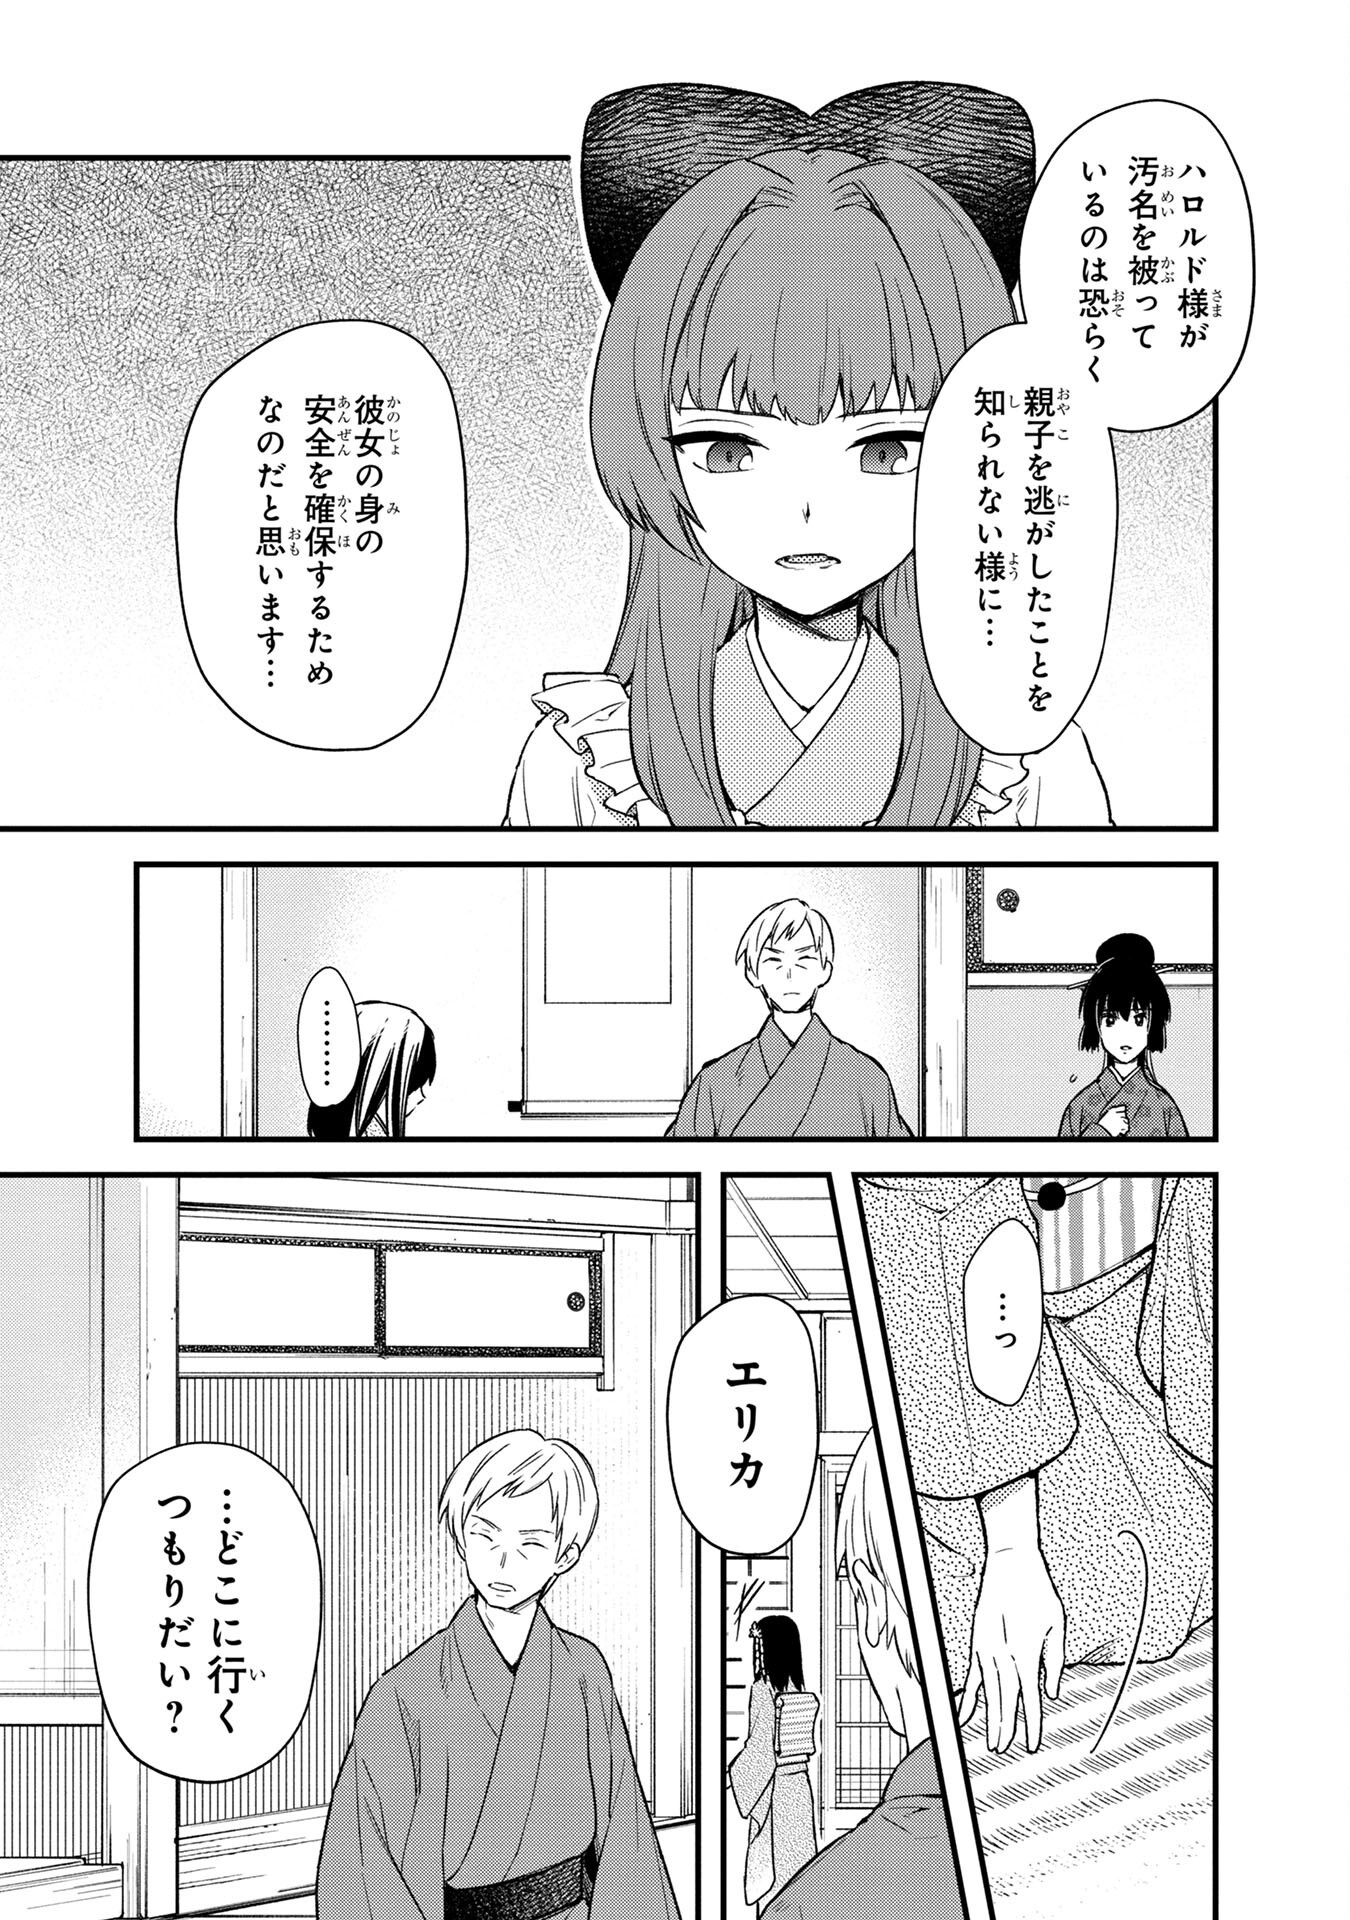 ハロルド様が
汚名を被って
いるのは恐らく
親子を逃がしたことを
知られない様に…
彼女の身の
安全を確保するため
なのだと思います…
………
…っ
エリカ
…どこに行く
つもりだい?